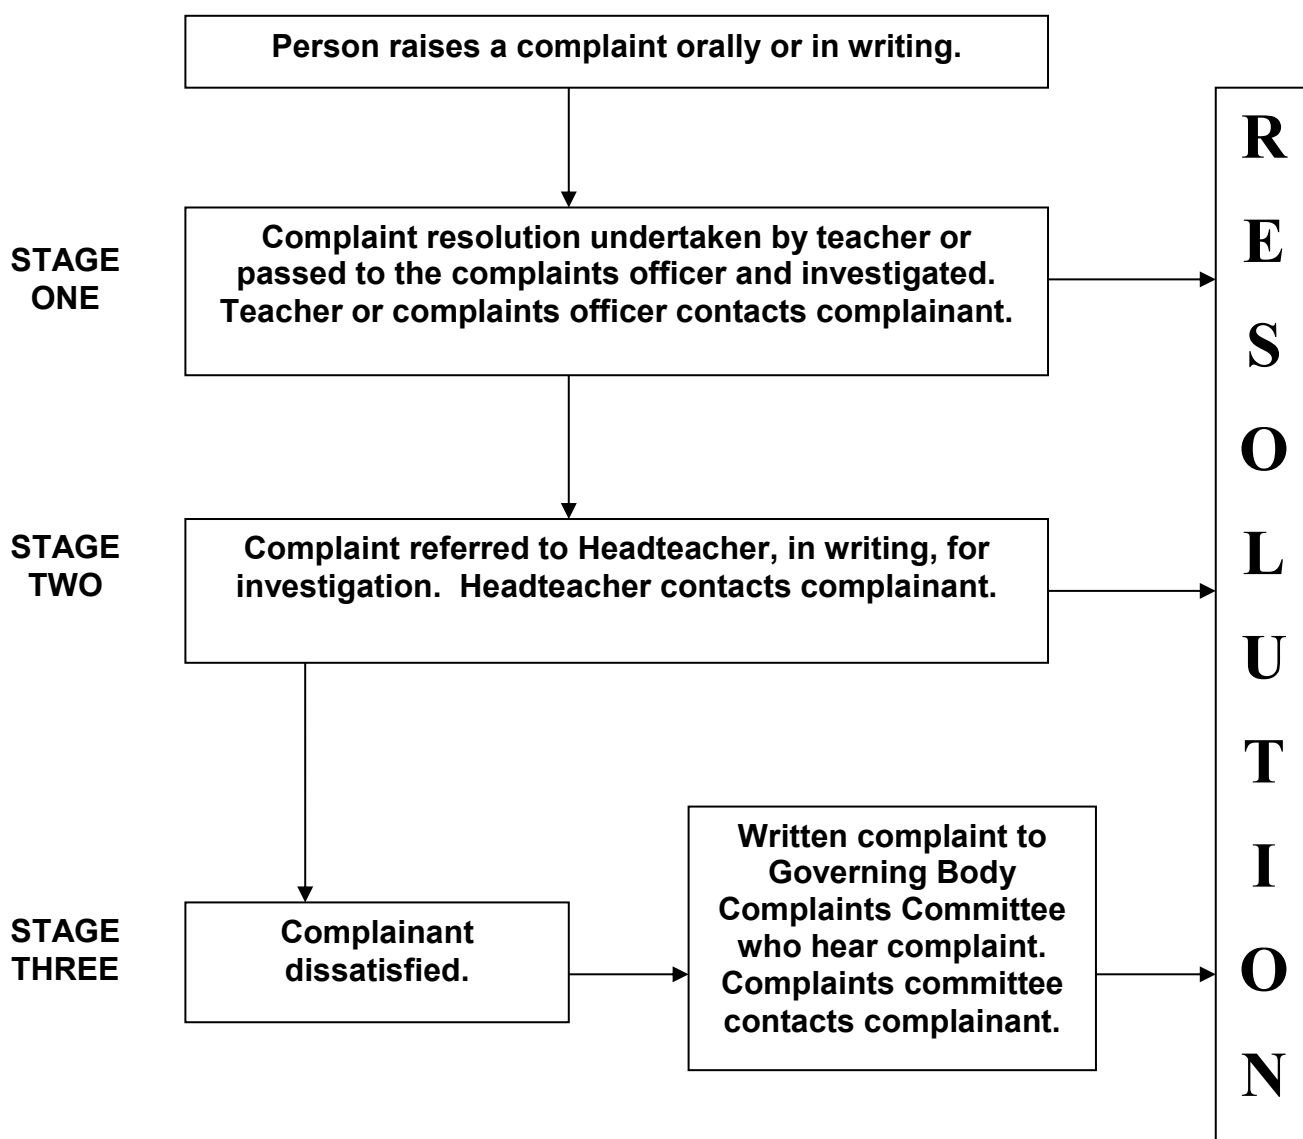 Person raises a complaint orally or in writing.
STAGE
ONE
Complaint resolution undertaken by teacher or
passed to the complaints officer and investigated.
Teacher or complaints officer contacts complainant.
STAGE
TWO
Complaint referred to Headteacher, in writing, for
investigation.  Headteacher contacts complainant.
STAGE
THREE
Complainant
dissatisfied.
Written complaint to
Governing Body
Complaints Committee
who hear complaint.
Complaints committee
contacts complainant.
R
E
S
O
L
U
T
I
O
N